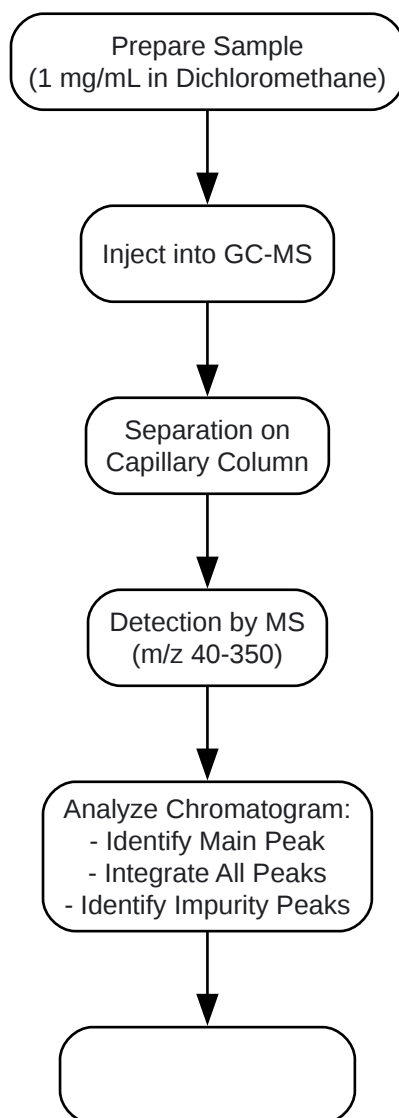 Prepare Sample
(1 mg/mL in Dichloromethane)
Inject into GC-MS
Separation on
Capillary Column
Detection by MS
(m/z 40-350)
Analyze Chromatogram:
- Identify Main Peak
- Integrate All Peaks
- Identify Impurity Peaks